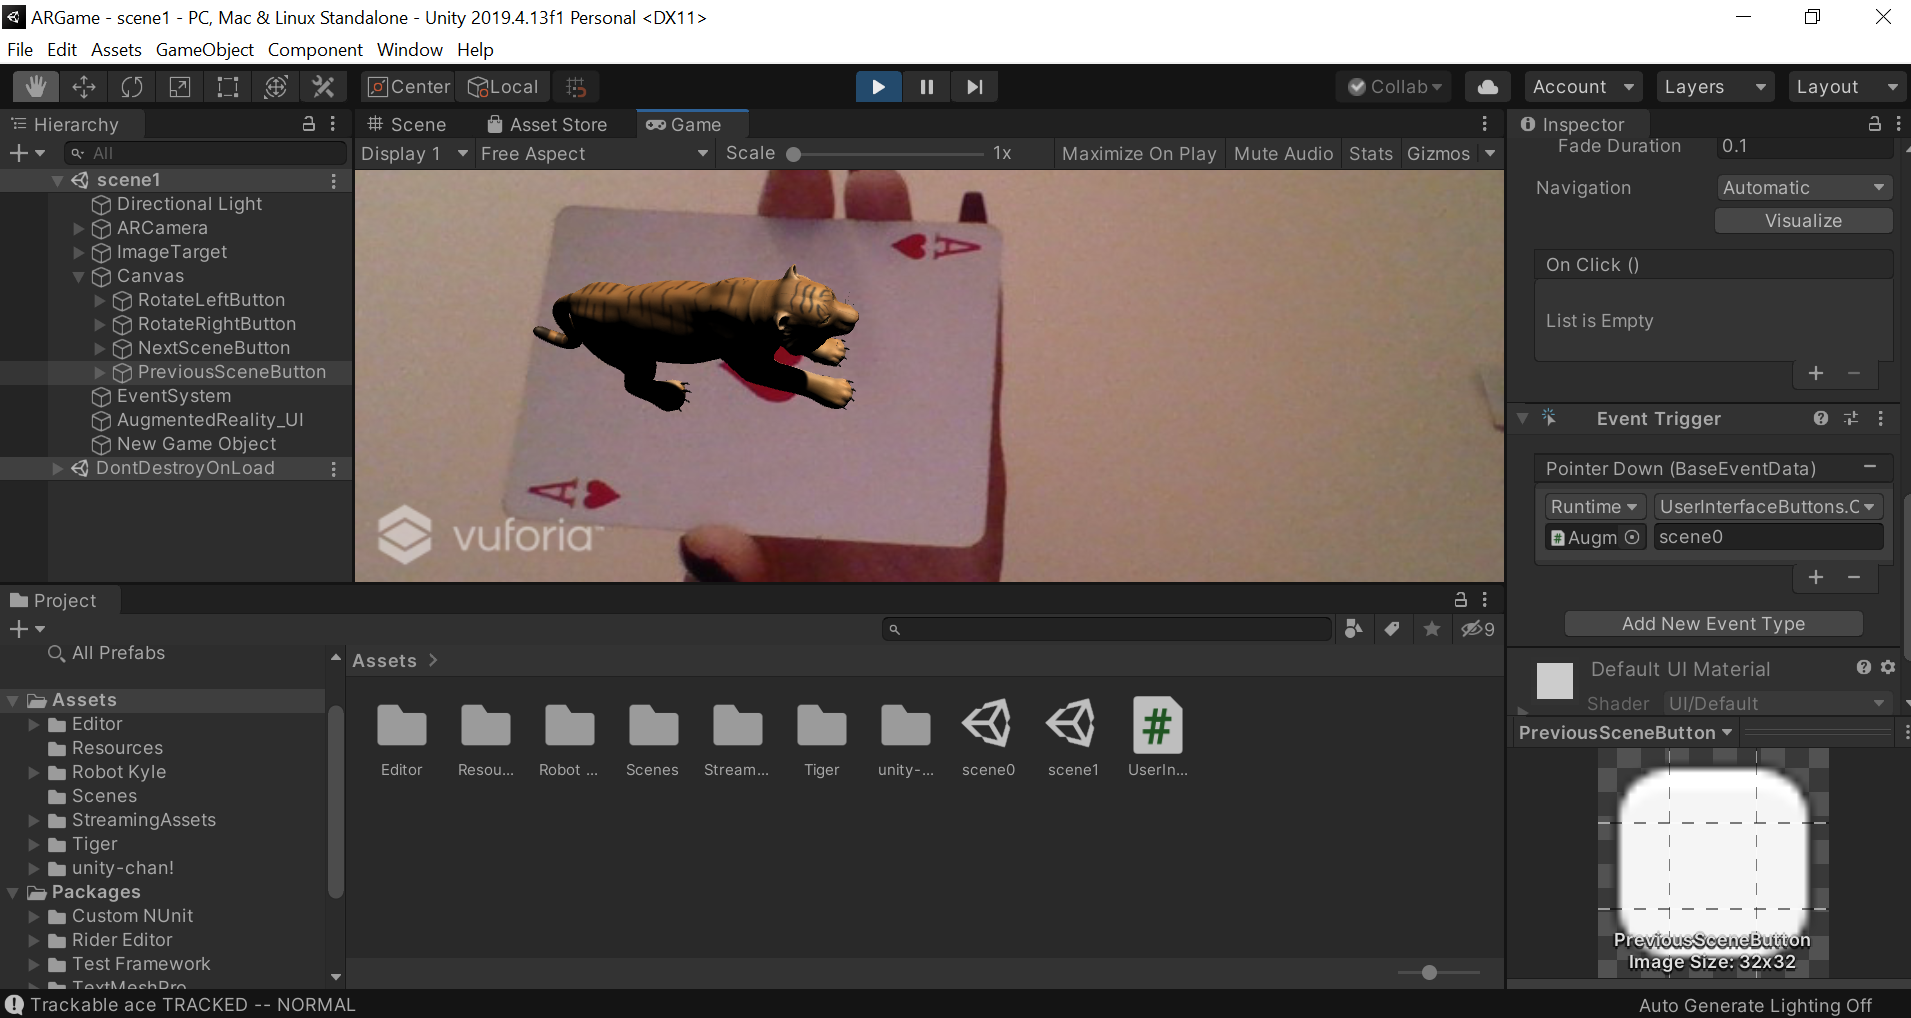 ARGame - scene1 - PC, Mac & Linux Standalone - Unity 2019.4.13f1 Personal <DX11>
File Edit Assets GameObject Component Window Help
Center Local Collab Account Layers Layout
Hierarchy
All
scene1
Directional Light
ARCamera
ImageTarget
Canvas
RotateLeftButton
RotateRightButton
NextSceneButton
PreviousSceneButton
EventSystem
AugmentedReality_UI
New Game Object
DontDestroyOnLoad
Scene Asset Store Game
Display 1 Free Aspect Scale 1x Maximize On Play Mute Audio Stats Gizmos
A
A
vuforia™
Inspector
Fade Duration 0.1
Navigation Automatic
Visualize
On Click ()
List is Empty
Event Trigger
Pointer Down (BaseEventData)
Runtime UserInterfaceButtons.C
Augm scene0
Add New Event Type
Default UI Material
Shader UI/Default
PreviousSceneButton
PreviousSceneButton
Image Size: 32x32
Project
9
All Prefabs
Assets
Editor
Resources
Robot Kyle
Scenes
StreamingAssets
Tiger
unity-chan!
Packages
Custom NUnit
Rider Editor
Test Framework
TextMeshPro
Assets
Editor Resou... Robot ... Scenes Stream... Tiger unity-... scene0 scene1 UserIn...
Trackable ace TRACKED -- NORMAL
Auto Generate Lighting Off